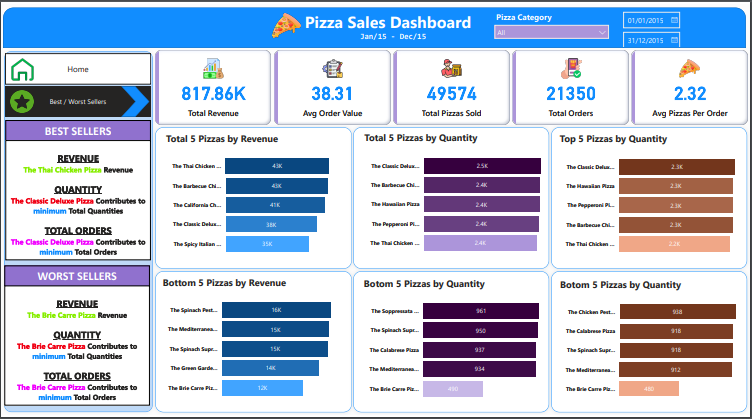 Pizza Sales Dashboard
Jan/15 - Dec/15
Pizza Category
All
01/01/2015
31/12/2015
Home
Best / Worst Sellers
817.86K
Total Revenue
38.31
Avg Order Value
49574
Total Pizzas Sold
21350
Total Orders
2.32
Avg Pizzas Per Order
BEST SELLERS
REVENUE
The Thai Chicken Pizza Revenue
QUANTITY
The Classic Deluxe Pizza Contributes to
minimum Total Quantities
TOTAL ORDERS
The Classic Deluxe Pizza Contributes to
minimum Total Orders
WORST SELLERS
REVENUE
The Brie Carre Pizza Revenue
QUANTITY
The Brie Carre Pizza Contributes to
minimum Total Quantities
TOTAL ORDERS
The Brie Carre Pizza Contributes to
minimum Total Orders
Total 5 Pizzas by Revenue
The Thai Chicken ... 43K
The Barbecue Chi... 43K
The California Ch... 41K
The Classic Delux... 38K
The Spicy Italian ... 35K
Total 5 Pizzas by Quantity
The Classic Delux... 2.5K
The Barbecue Chi... 2.4K
The Hawaiian Pizza 2.4K
The Pepperoni Pi... 2.4K
The Thai Chicken ... 2.4K
Top 5 Pizzas by Quantity
The Classic Delux... 2.3K
The Hawaiian Pizza 2.3K
The Pepperoni Pi... 2.3K
The Barbecue Chi... 2.3K
The Thai Chicken ...
Bottom 5 Pizzas by Revenue
The Spinach Pest... 16K
The Mediterranea... 15K
The Spinach Supr... 15K
The Green Garde... 14K
The Brie Carre Piz... 12K
Botom 5 Pizzas by Quantity
The Soppressata ... 961
The Spinach Supr... 950
The Calabrese Pizza 937
The Mediterranea... 934
The Brie Carre Piz... 490
Botom 5 Pizzas by Quantity
The Chicken Pest... 938
The Calabrese Pizza 918
The Spinach Supr... 918
The Mediterranea... 912
The Brie Carre Piz... 480